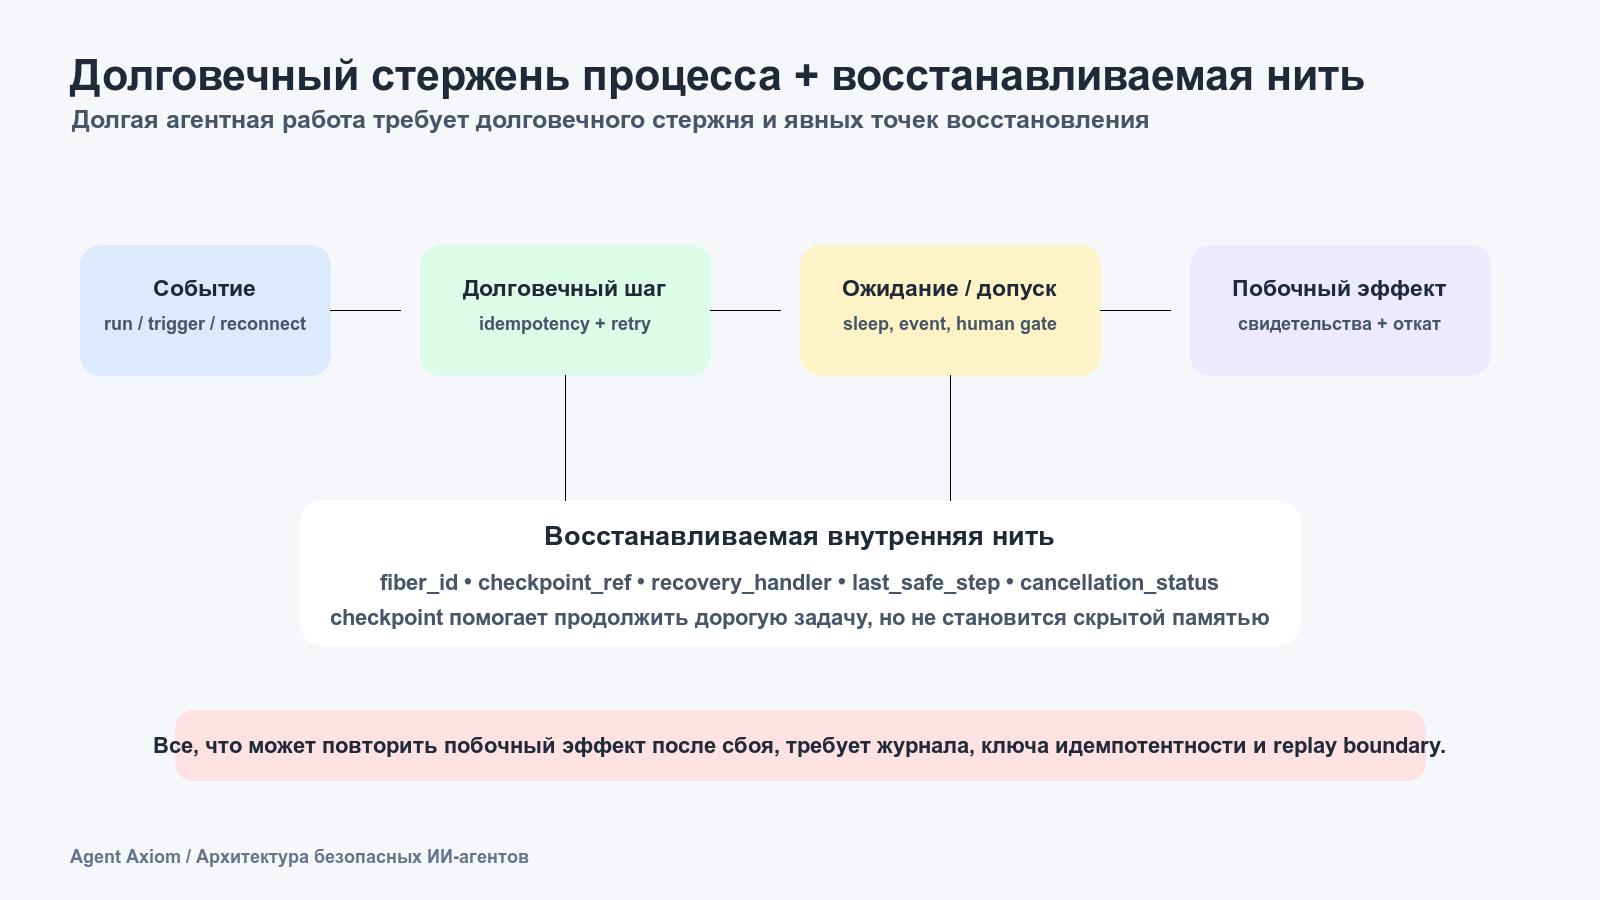 Долговечный стержень процесса + восстанавливаемая нить
Долгая агентная работа требует долговечного стержня и явных точек восстановления
Событие
run / trigger / reconnect
Долговечный шаг
idempotency + retry
Ожидание / допуск
sleep, event, human gate
Побочный эффект
свидетельства + откат
Восстанавливаемая внутренняя нить
fiber_id • checkpoint_ref • recovery_handler • last_safe_step • cancellation_status
checkpoint помогает продолжить дорогую задачу, но не становится скрытой памятью
Все, что может повторить побочный эффект после сбоя, требует журнала, ключа идемпотентности и replay boundary.
Agent Axiom / Архитектура безопасных ИИ-агентов